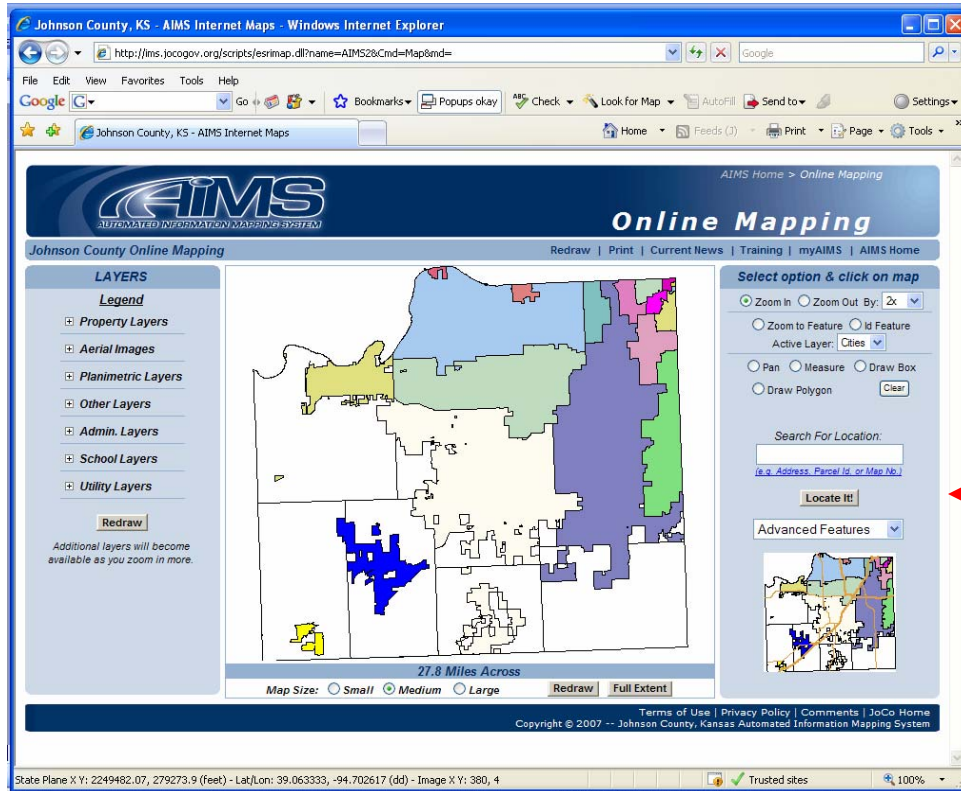 Johnson County, KS - AIMS Internet Maps - Windows Internet Explorer
http://ims.jocogov.org/scripts/esrimap.dll?name=AIMS2&Cmd=Map&md=
Google
File Edit View Favorites Tools Help
Google G Go Bookmarks Popups okay ABC Check Look for Map AutoFill Send to Settings
Johnson County, KS - AIMS Internet Maps Home Feeds (J) Print Page Tools »
AIMS Home > Online Mapping
AIMS
AUTOMATED INFORMATION MAPPING SYSTEM
Online Mapping
Johnson County Online Mapping Redraw | Print | Current News | Training | myAIMS | AIMS Home
LAYERS
Legend
Property Layers
Aerial Images
Planimetric Layers
Other Layers
Admin. Layers
School Layers
Utility Layers
Redraw
Additional layers will become
available as you zoom in more.
27.8 Miles Across
Map Size: Small Medium Large Redraw Full Extent
Select option & click on map
Zoom In Zoom Out By: 2x
Zoom to Feature Id Feature
Active Layer: Cities
Pan Measure Draw Box
Draw Polygon Clear
Search For Location:
(e.g. Address, Parcel Id, or Map No.)
Locate It!
Advanced Features
Terms of Use | Privacy Policy | Comments | JoCo Home
Copyright © 2007 -- Johnson County, Kansas Automated Information Mapping System
State Plane X Y: 2249482.07, 279273.9 (feet) - Lat/Lon: 39.063333, -94.702617 (dd) - Image X Y: 380, 4 Trusted sites 100%